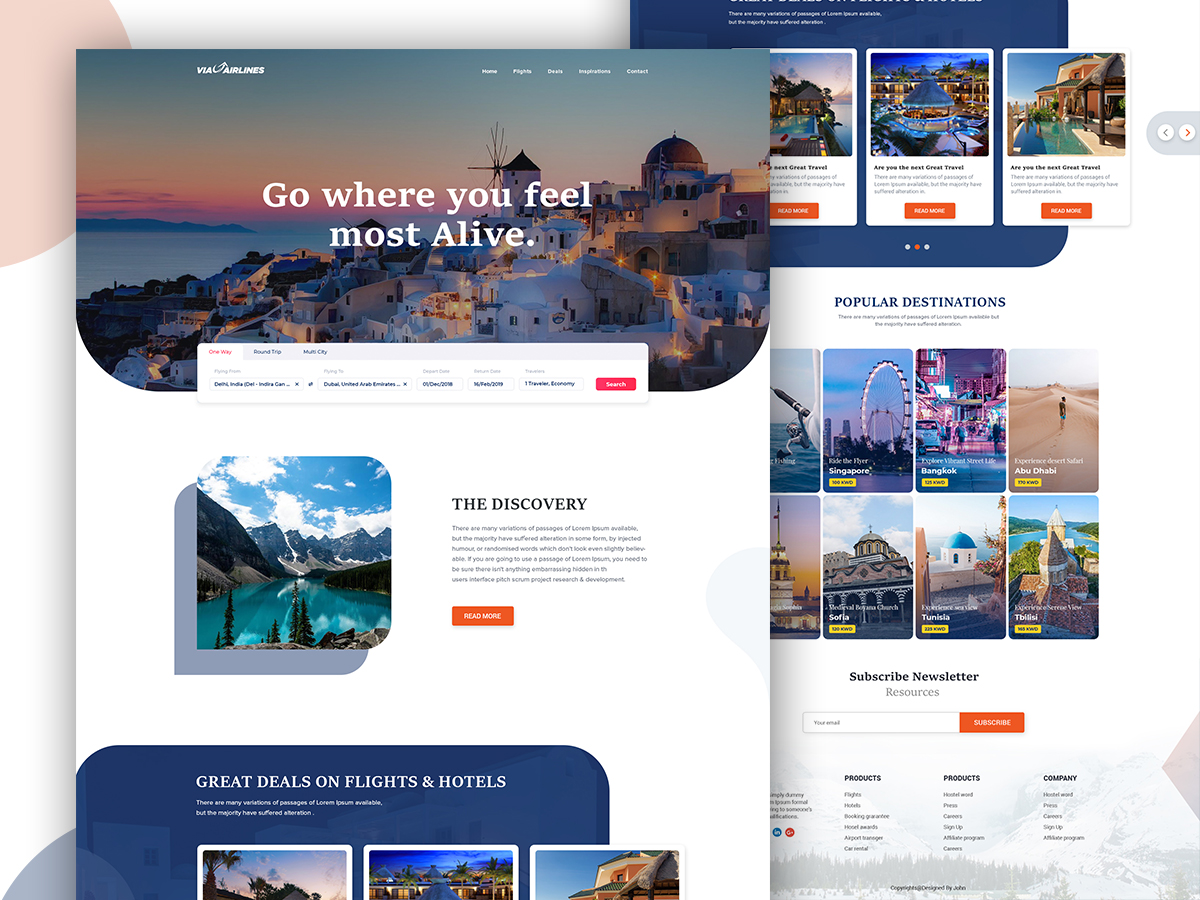 VIA AIRLINES
Home Flights Deals Inspirations Contact
Go where you feel
most Alive.
One Way Round Trip Multi City
Flying From Flying To Depart Date Return Date Travelers
Delhi, India (Del - Indira Gan ... × Dubai, United Arab Emirates ... × 01/Dec/2018 16/Feb/2019 1 Traveler, Economy Search
THE DISCOVERY
There are many variations of passages of Lorem Ipsum available,
but the majority have suffered alteration in some form, by injected
humour, or randomised words which don't look even slightly believ-
able. If you are going to use a passage of Lorem Ipsum, you need to
be sure there isn't anything embarrassing hidden in th
users interface pitch scrum project research & development.
READ MORE
GREAT DEALS ON FLIGHTS & HOTELS
There are many variations of passages of Lorem Ipsum available,
but the majority have suffered alteration .
GREAT DEALS ON FLIGHTS & HOTELS
There are many variations of passages of Lorem Ipsum available,
but the majority have suffered alteration .
e next Great Travel
y variations of passages of
available, but the majority have
suffered alteration in.
READ MORE
Are you the next Great Travel
There are many variations of passages of
Lorem Ipsum available, but the majority have
suffered alteration in.
READ MORE
Are you the next Great Travel
There are many variations of passages of
Lorem Ipsum available, but the majority have
suffered alteration in.
READ MORE
POPULAR DESTINATIONS
There are many variations of passages of Lorem Ipsum available but
the majority have suffered alteration.
g Fishing
Ride the Flyer
Singapore
100 KWD
Explore Vibrant Street Life
Bangkok
125 KWD
Experience desert Safari
Abu Dhabi
170 KWD
Sophia
Medieval Boyana Church
Sofia
120 KWD
Experience sea view
Tunisia
225 KWD
Experience Serene View
Tbilisi
165 KWD
Subscribe Newsletter
Resources
Your email SUBSCRIBE
simply dummy
m Ipsum formal
ing to someone's
ualifications.
in G+
PRODUCTS
Flights
Hotels
Booking grarantee
Hosel awards
Airport transger
Car rental
PRODUCTS
Hostel word
Press
Careers
Sign Up
Affiliate program
Careers
COMPANY
Hostel word
Press
Careers
Sign Up
Affiliate program
Copyrights@Designed By John